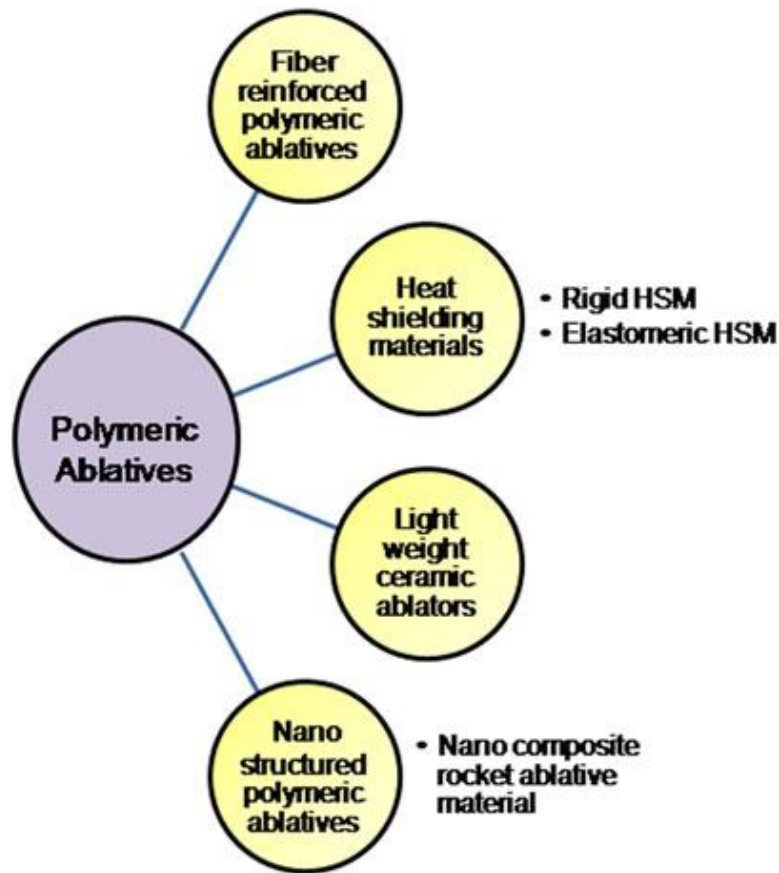 Fiber
reinforced
polymeric
ablatives
Heat
shielding
materials
• Rigid HSM
• Elastomeric HSM
Polymeric
Ablatives
Light
weight
ceramic
ablators
Nano
structured
polymeric
ablatives
• Nano composite
rocket ablative
material